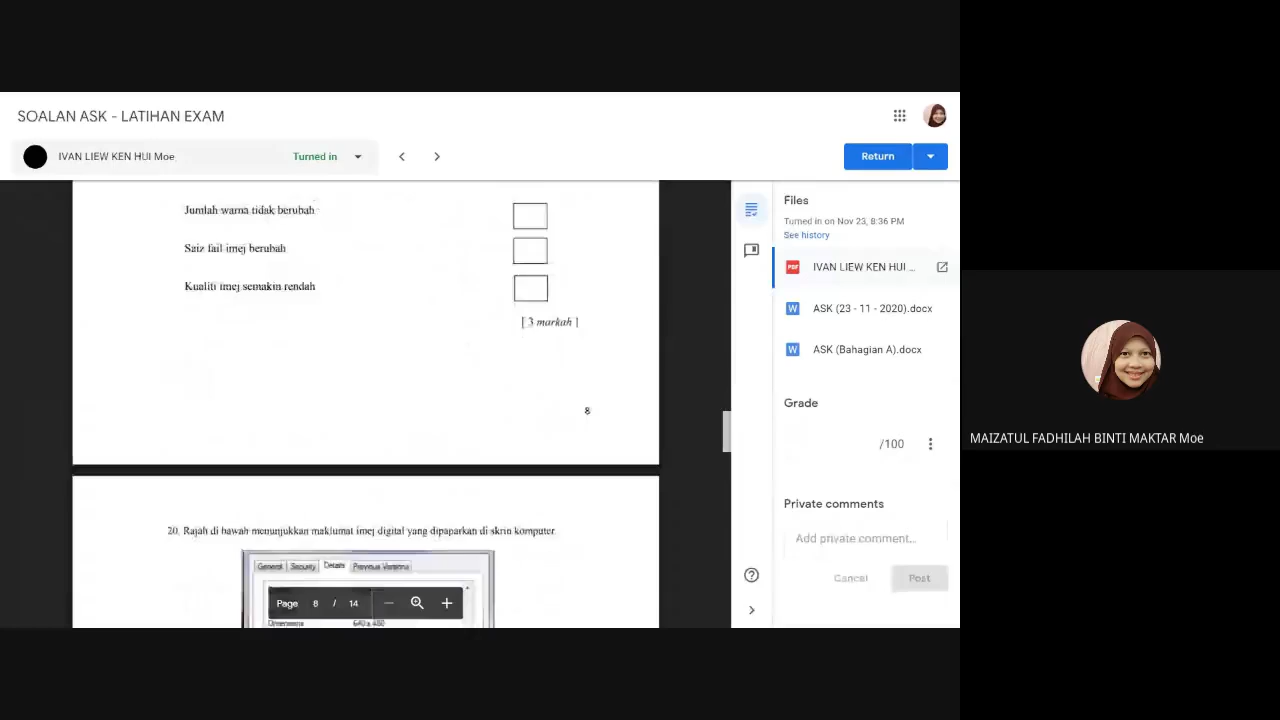 SOALAN ASK - LATIHAN EXAM
IVAN LIEW KEN HUI Moe
Turned in
Return
Jumlah warna tidak berubah
Saiz fail imej berubah
Kualiti imej semakin rendah
[ 3 markah ]
8
20. Rajah di bawah menunjukkan maklumat imej digital yang dipaparkan di skrin komputer.
General Security Details Previous Versions
Page 8 / 14
Dimensions 640 x 480
Files
Turned in on Nov 23, 8:36 PM
See history
PDF IVAN LIEW KEN HUI ...
W ASK (23 - 11 - 2020).docx
W ASK (Bahagian A).docx
Grade
/100
Private comments
Add private comment...
Cancel Post
MAIZATUL FADHILAH BINTI MAKTAR Moe